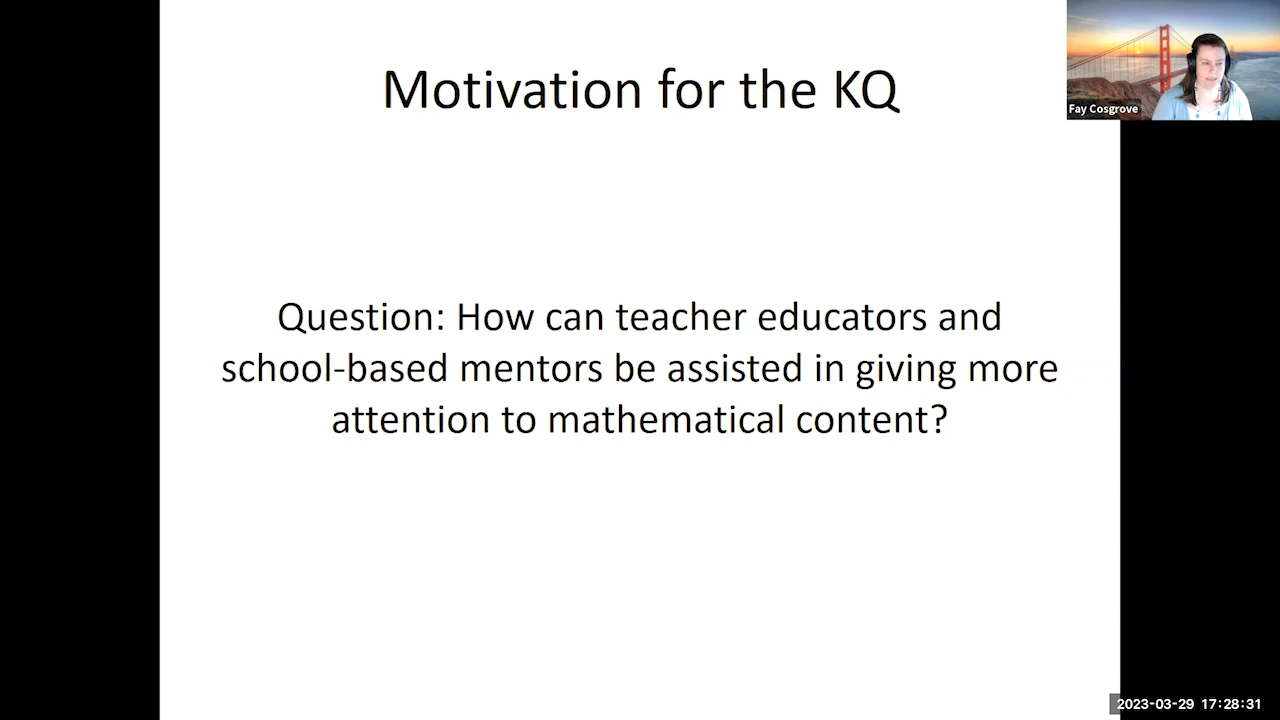 Motivation for the KQ
Fay Cosgrove
Question: How can teacher educators and
school-based mentors be assisted in giving more
attention to mathematical content?
2023-03-29 17:28:31